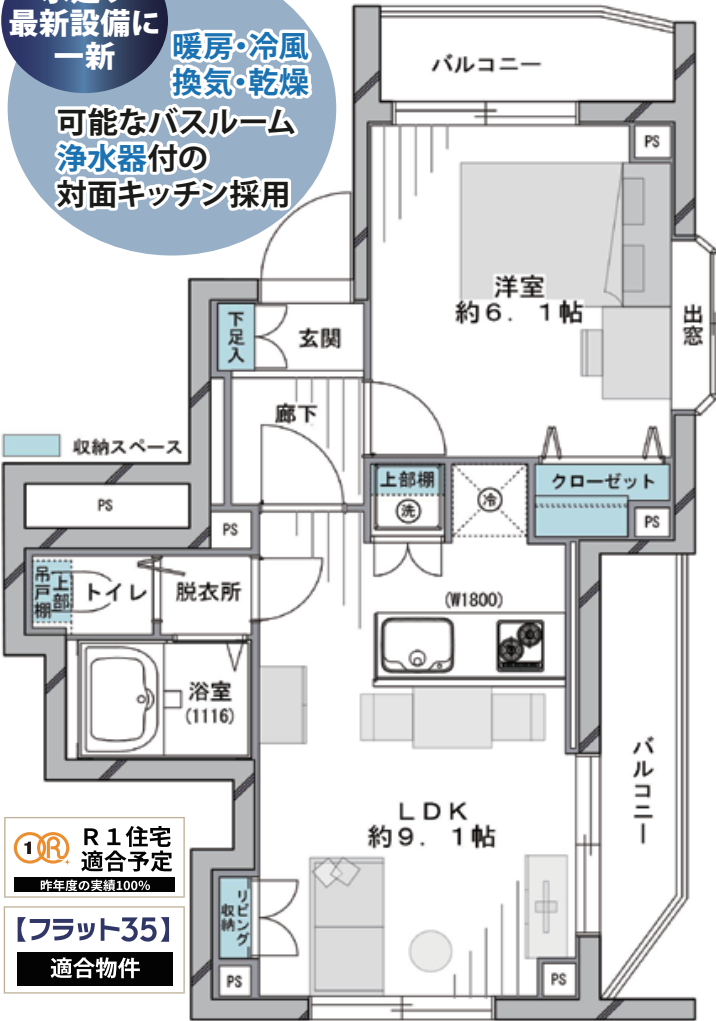 最新設備に
一新
暖房・冷風
換気・乾燥
可能なバスルーム
浄水器付の
対面キッチン採用
バルコニー
PS
洋室
約6．1帖
出窓
下足入
玄関
廊下
収納スペース
上部棚
洗
冷
クローゼット
PS
PS
PS
吊戸棚
上部
トイレ
脱衣所
(W1800)
浴室
(1116)
バルコニー
LDK
約9．1帖
1R
R1住宅
適合予定
昨年度の実績100%
リビング
収納
【フラット35】
適合物件
PS
PS